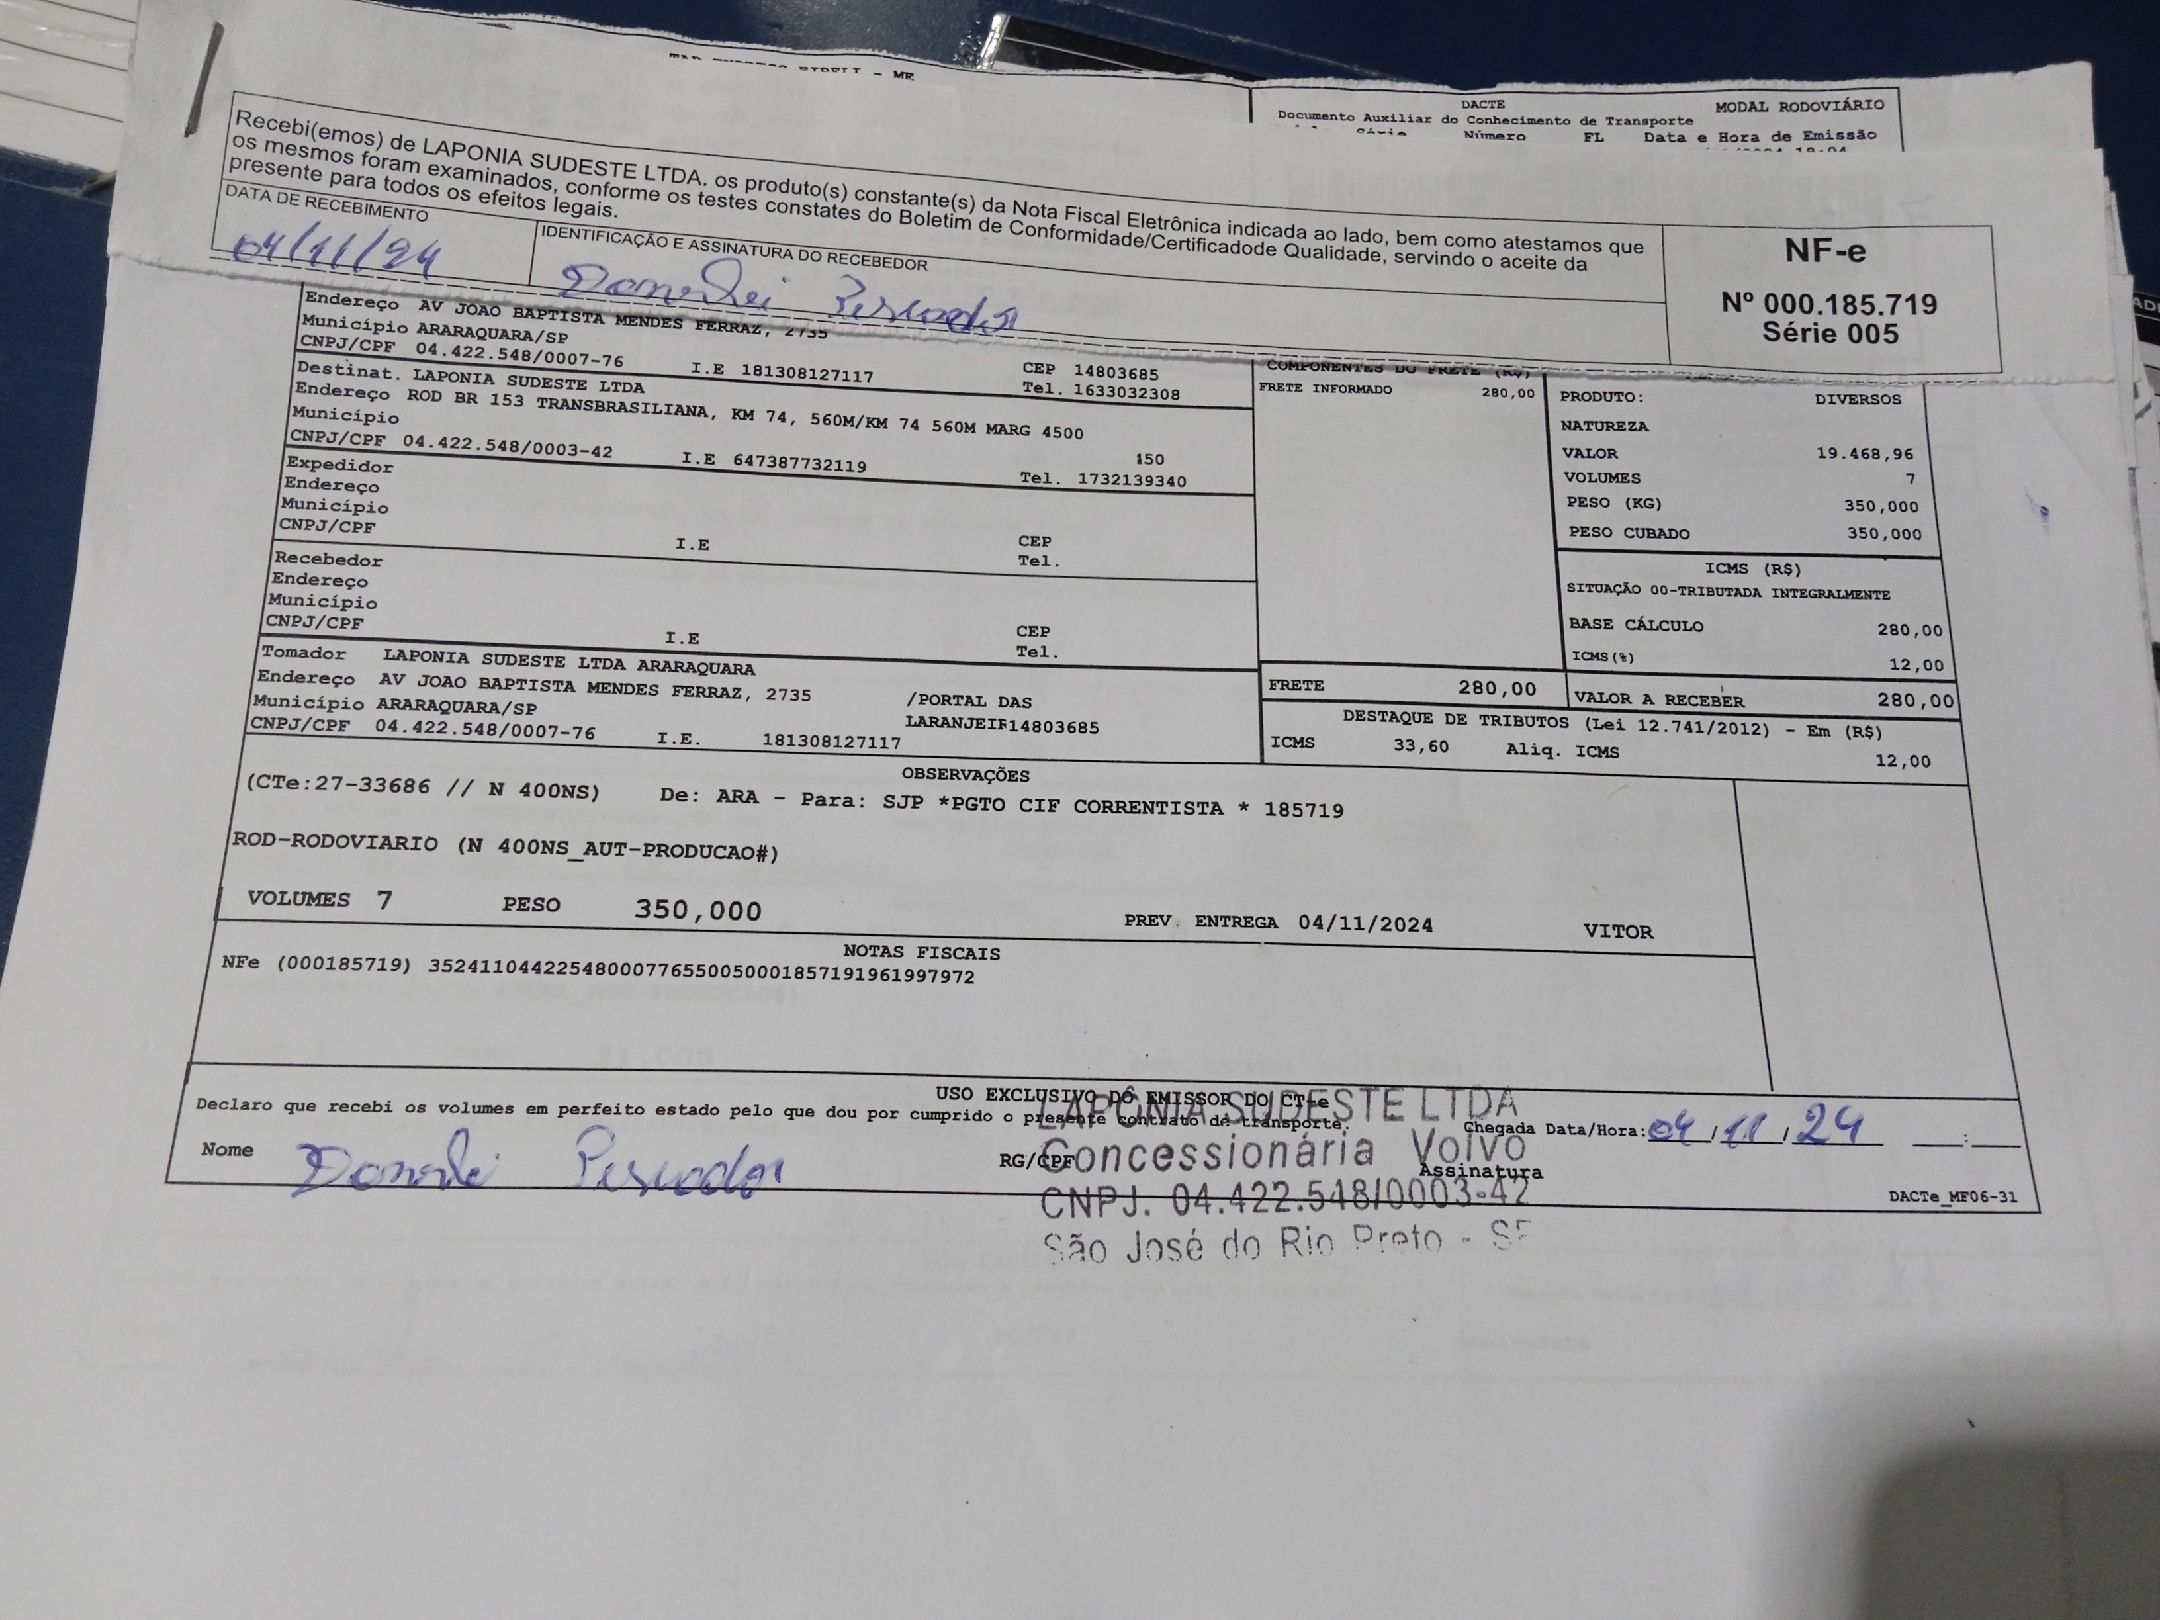 - ME
DACTE MODAL RODOVIÁRIO
Documento Auxiliar do Conhecimento de Transporte
Número FL Data e Hora de Emissão
Recebi(emos) de LAPONIA SUDESTE LTDA. os produto(s) constante(s) da Nota Fiscal Eletrônica indicada ao lado, bem como atestamos que
os mesmos foram examinados, conforme os testes constates do Boletim de Conformidade/Certificadode Qualidade, servindo o aceite da
presente para todos os efeitos legais.
DATA DE RECEBIMENTO
04/11/24
IDENTIFICAÇÃO E ASSINATURA DO RECEBEDOR
NF-e
Nº 000.185.719
Série 005
Endereço AV JOAO BAPTISTA MENDES FERRAZ, 2735
Município ARARAQUARA/SP
CNPJ/CPF 04.422.548/0007-76 I.E 181308127117
CEP 14803685
Tel. 1633032308
Destinat. LAPONIA SUDESTE LTDA
Endereço ROD BR 153 TRANSBRASILIANA, KM 74, 560M/KM 74 560M MARG 4500
Município 150
CNPJ/CPF 04.422.548/0003-42 I.E 647387732119 Tel. 1732139340
Expedidor
Endereço
Município
CNPJ/CPF I.E CEP
Tel.
Recebedor
Endereço
Município
CNPJ/CPF I.E CEP
Tel.
Tomador LAPONIA SUDESTE LTDA ARARAQUARA
Endereço AV JOAO BAPTISTA MENDES FERRAZ, 2735 /PORTAL DAS
Município ARARAQUARA/SP LARANJEIR14803685
CNPJ/CPF 04.422.548/0007-76 I.E. 181308127117
COMPONENTES DO FRETE (R$)
FRETE INFORMADO 280,00
PRODUTO: DIVERSOS
NATUREZA
VALOR 19.468,96
VOLUMES 7
PESO (KG) 350,000
PESO CUBADO 350,000
ICMS (R$)
SITUAÇÃO 00-TRIBUTADA INTEGRALMENTE
BASE CÁLCULO 280,00
ICMS(%) 12,00
FRETE 280,00 VALOR A RECEBER 280,00
DESTAQUE DE TRIBUTOS (Lei 12.741/2012) - Em (R$)
ICMS 33,60 Aliq. ICMS 12,00
OBSERVAÇÕES
(CTe:27-33686 // N 400NS) De: ARA - Para: SJP *PGTO CIF CORRENTISTA * 185719
ROD-RODOVIARIO (N 400NS_AUT-PRODUCAO#)
VOLUMES 7 PESO 350,000 PREV. ENTREGA 04/11/2024 VITOR
NOTAS FISCAIS
NFe (000185719) 35241104422548000776550050001857191961997972
USO EXCLUSIVO DO EMISSOR DO CT-e
Declaro que recebi os volumes em perfeito estado pelo que dou por cumprido o presente contrato de transporte.
Chegada Data/Hora: 04/11/24 __:__
Nome RG/CPF Assinatura
DACTe_MF06-31
LAPONIA SUDESTE LTDA
Concessionária Volvo
CNPJ. 04.422.548/0003-42
São José do Rio Preto - SP